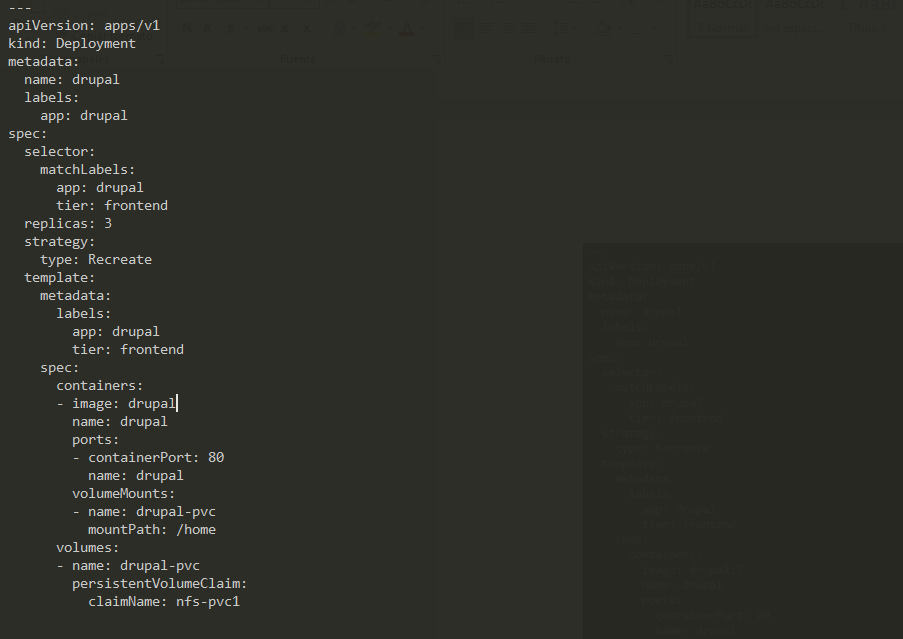 ---
apiVersion: apps/v1
kind: Deployment
metadata:
  name: drupal
  labels:
    app: drupal
spec:
  selector:
    matchLabels:
      app: drupal
      tier: frontend
  replicas: 3
  strategy:
    type: Recreate
  template:
    metadata:
      labels:
        app: drupal
        tier: frontend
    spec:
      containers:
      - image: drupal
        name: drupal
        ports:
        - containerPort: 80
          name: drupal
        volumeMounts:
        - name: drupal-pvc
          mountPath: /home
      volumes:
      - name: drupal-pvc
        persistentVolumeClaim:
          claimName: nfs-pvc1